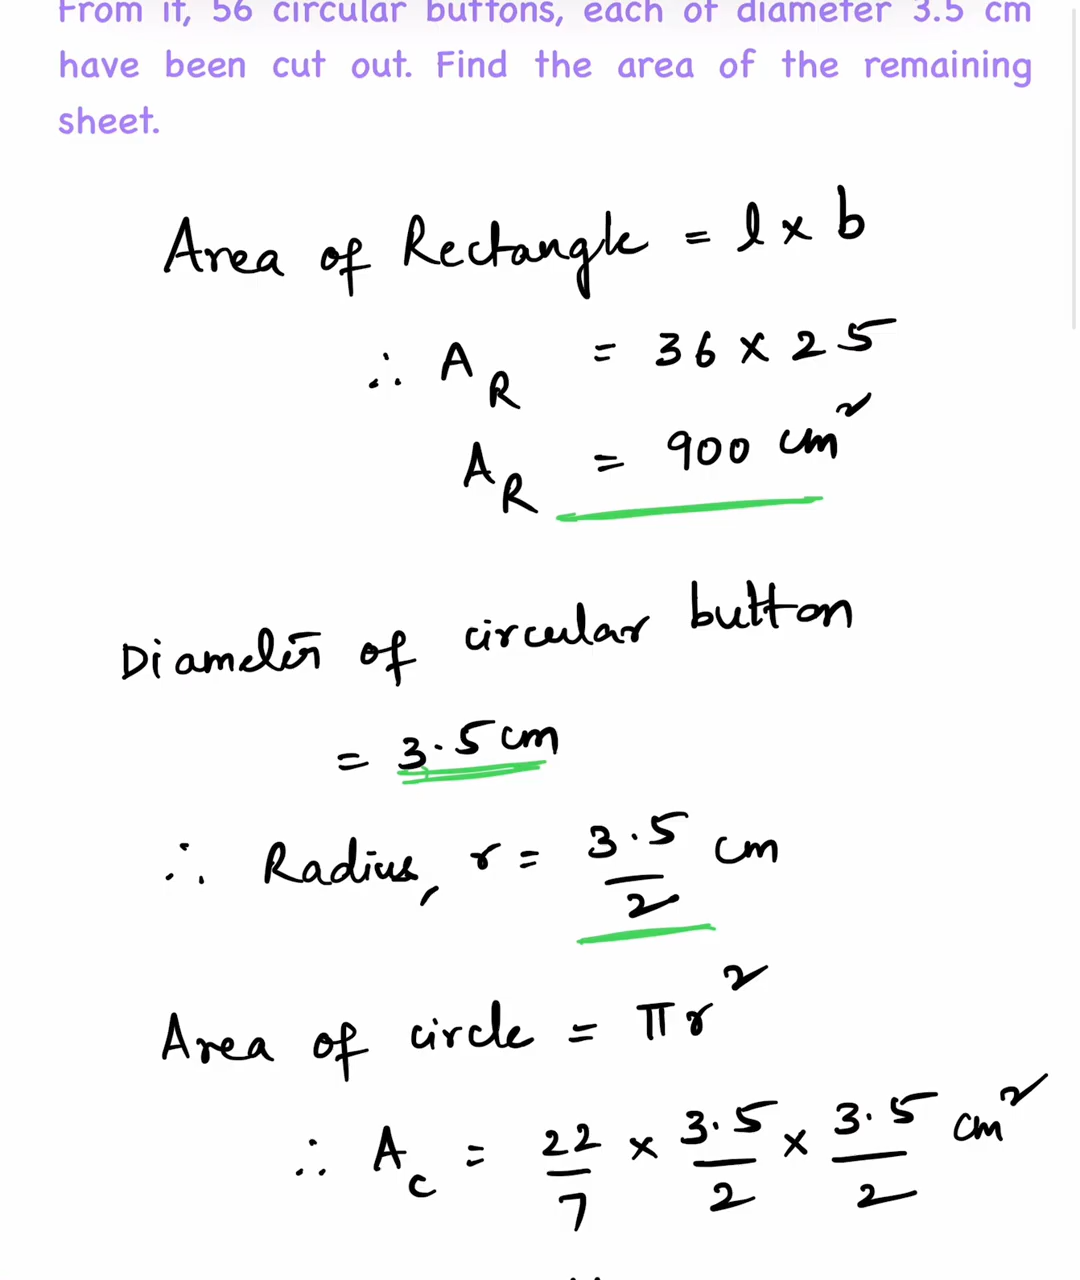 From it, 56 circular buttons, each of diameter 3.5 cm
have been cut out. Find the area of the remaining
sheet.
Area of Rectangle = l × b
∴ A_R = 36 × 25
A_R = 900 cm²
Diameter of circular button
= 3.5 cm
∴ Radius, r = 3.5/2 cm
Area of circle = πr²
∴ A_c = 22/7 × 3.5/2 × 3.5/2 cm²